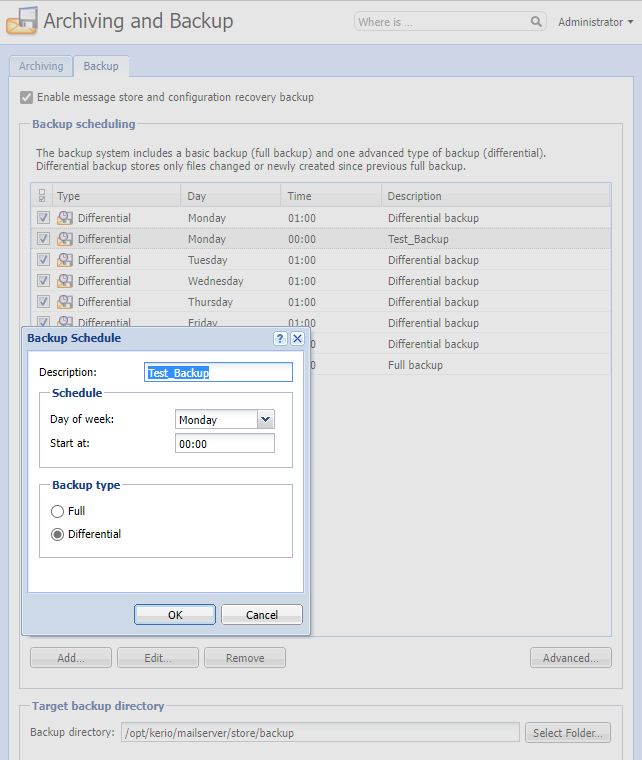 Archiving and Backup
Where is ...
Administrator
Archiving
Backup
Enable message store and configuration recovery backup
Backup scheduling
The backup system includes a basic backup (full backup) and one advanced type of backup (differential).
Differential backup stores only files changed or newly created since previous full backup.
Type Day Time Description
Differential Monday 01:00 Differential backup
Differential Monday 00:00 Test_Backup
Differential Tuesday 01:00 Differential backup
Differential Wednesday 01:00 Differential backup
Differential Thursday 01:00 Differential backup
Differential Friday 01:00 Differential backup
0 Differential backup
0 Full backup
Backup Schedule
?
Description: Test_Backup
Schedule
Day of week: Monday
Start at: 00:00
Backup type
Full
Differential
OK Cancel
Add... Edit... Remove Advanced...
Target backup directory
Backup directory: /opt/kerio/mailserver/store/backup Select Folder...